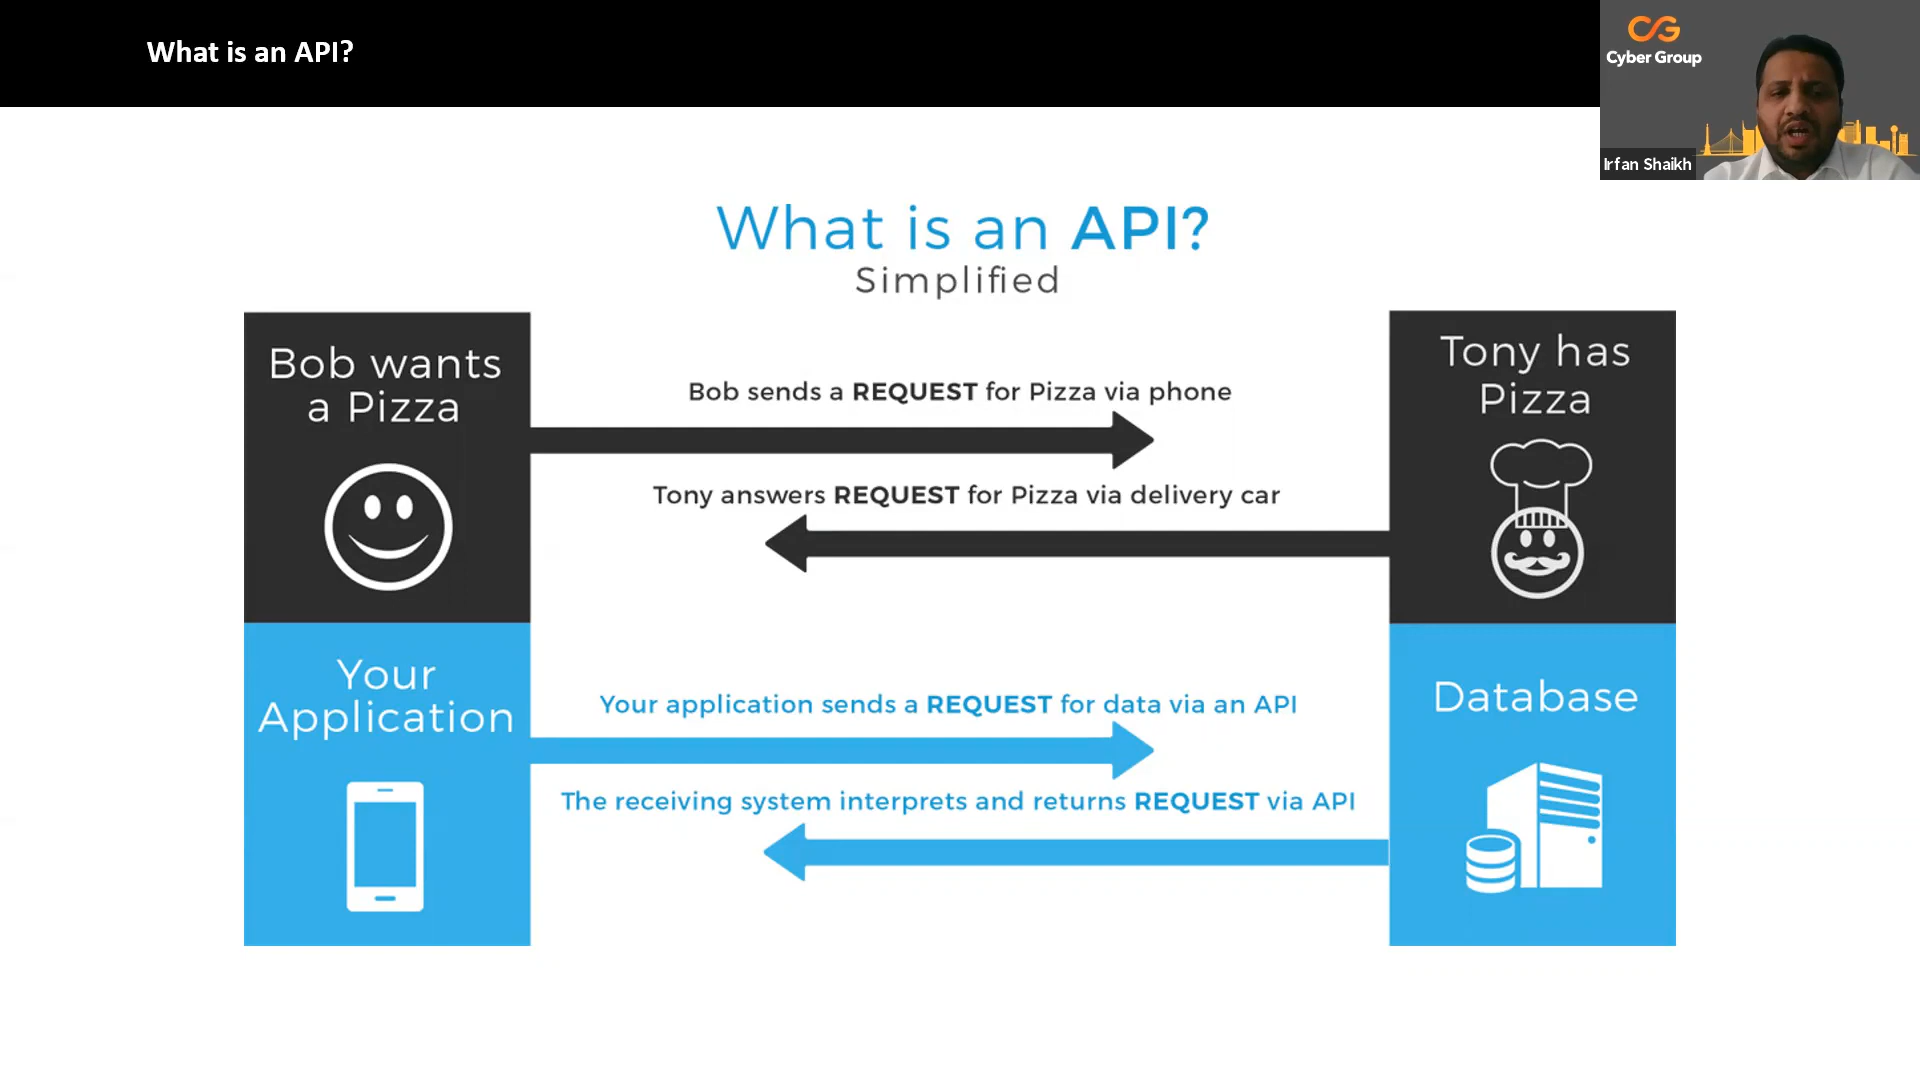 What is an API?
Cyber Group
Irfan Shaikh
What is an API?
Simplified
Bob wants
a Pizza
Bob sends a REQUEST for Pizza via phone
Tony answers REQUEST for Pizza via delivery car
Tony has
Pizza
Your
Application
Your application sends a REQUEST for data via an API
The receiving system interprets and returns REQUEST via API
Database